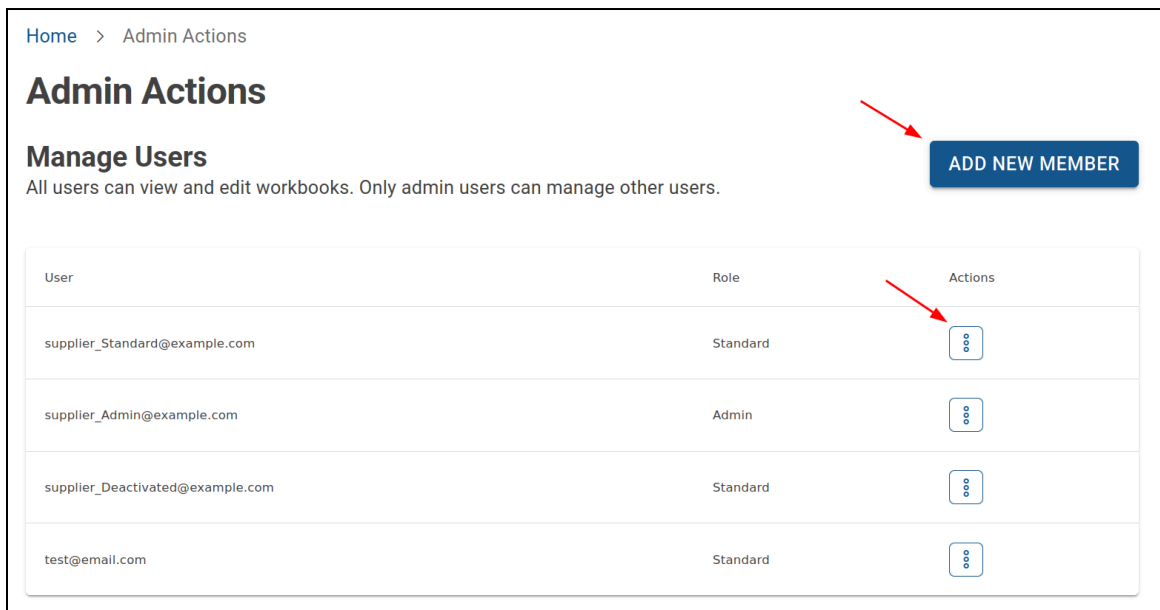 Home > Admin Actions
Admin Actions
Manage Users
All users can view and edit workbooks. Only admin users can manage other users.
ADD NEW MEMBER
User Role Actions
supplier_Standard@example.com Standard
supplier_Admin@example.com Admin
supplier_Deactivated@example.com Standard
test@email.com Standard